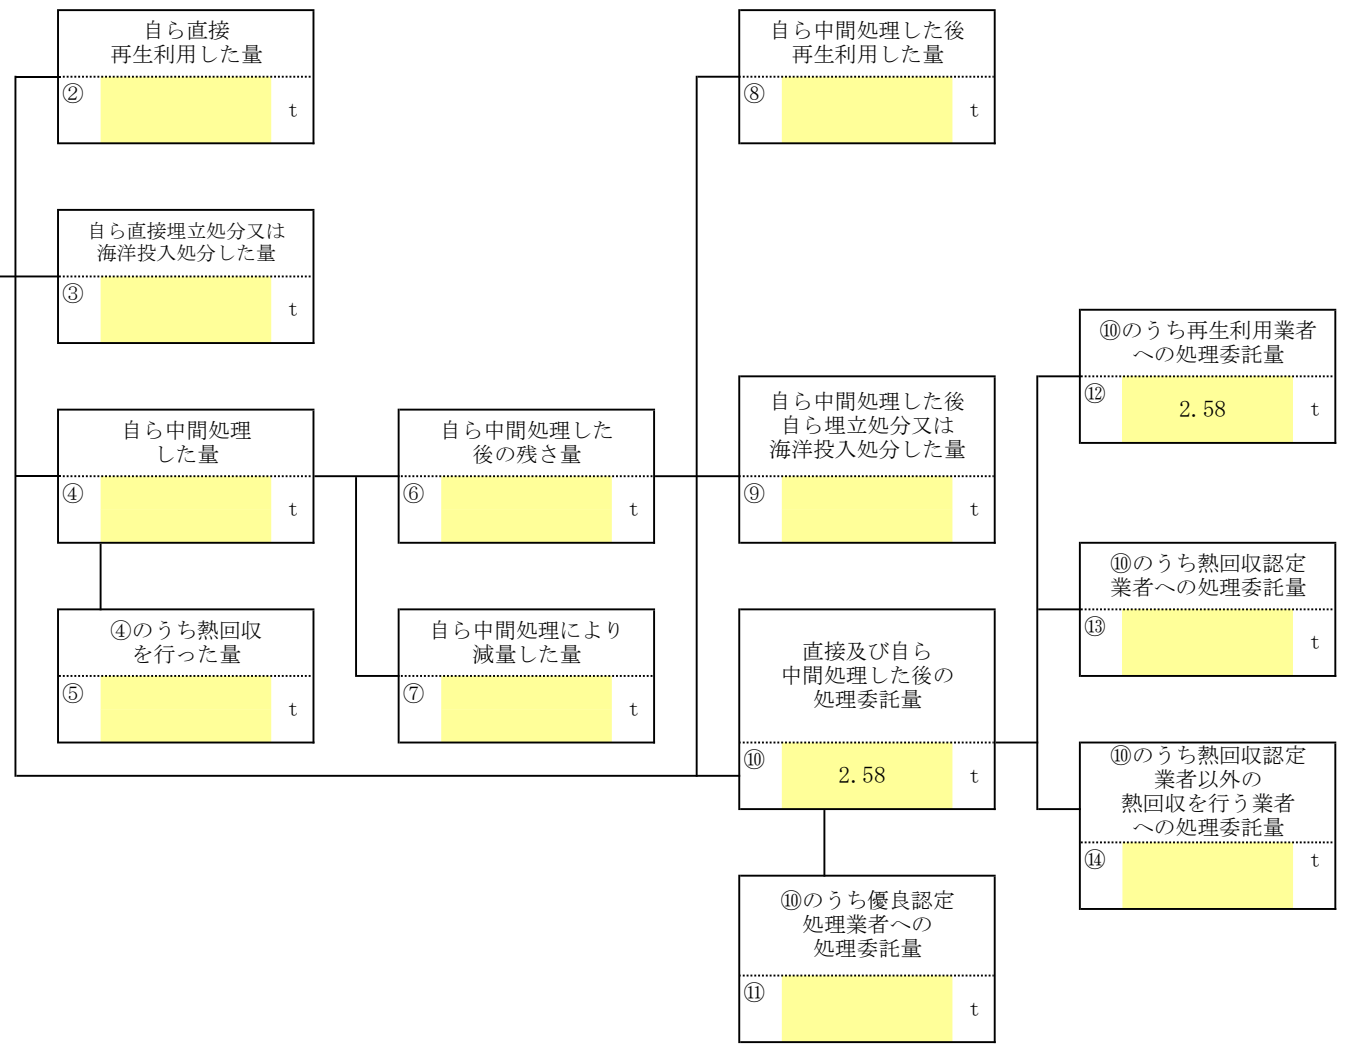 自ら直接
再生利用した量
②
t
自ら直接埋立処分又は
海洋投入処分した量
③
t
自ら中間処理
した量
④
t
④のうち熱回収
を行った量
⑤
t
自ら中間処理した
後の残さ量
⑥
t
自ら中間処理により
減量した量
⑦
t
自ら中間処理した後
再生利用した量
⑧
t
自ら中間処理した後
自ら埋立処分又は
海洋投入処分した量
⑨
t
直接及び自ら
中間処理した後の
処理委託量
⑩
2.58 t
⑩のうち優良認定
処理業者への
処理委託量
⑪
t
⑩のうち再生利用業者
への処理委託量
⑫
2.58 t
⑩のうち熱回収認定
業者への処理委託量
⑬
t
⑩のうち熱回収認定
業者以外の
熱回収を行う業者
への処理委託量
⑭
t